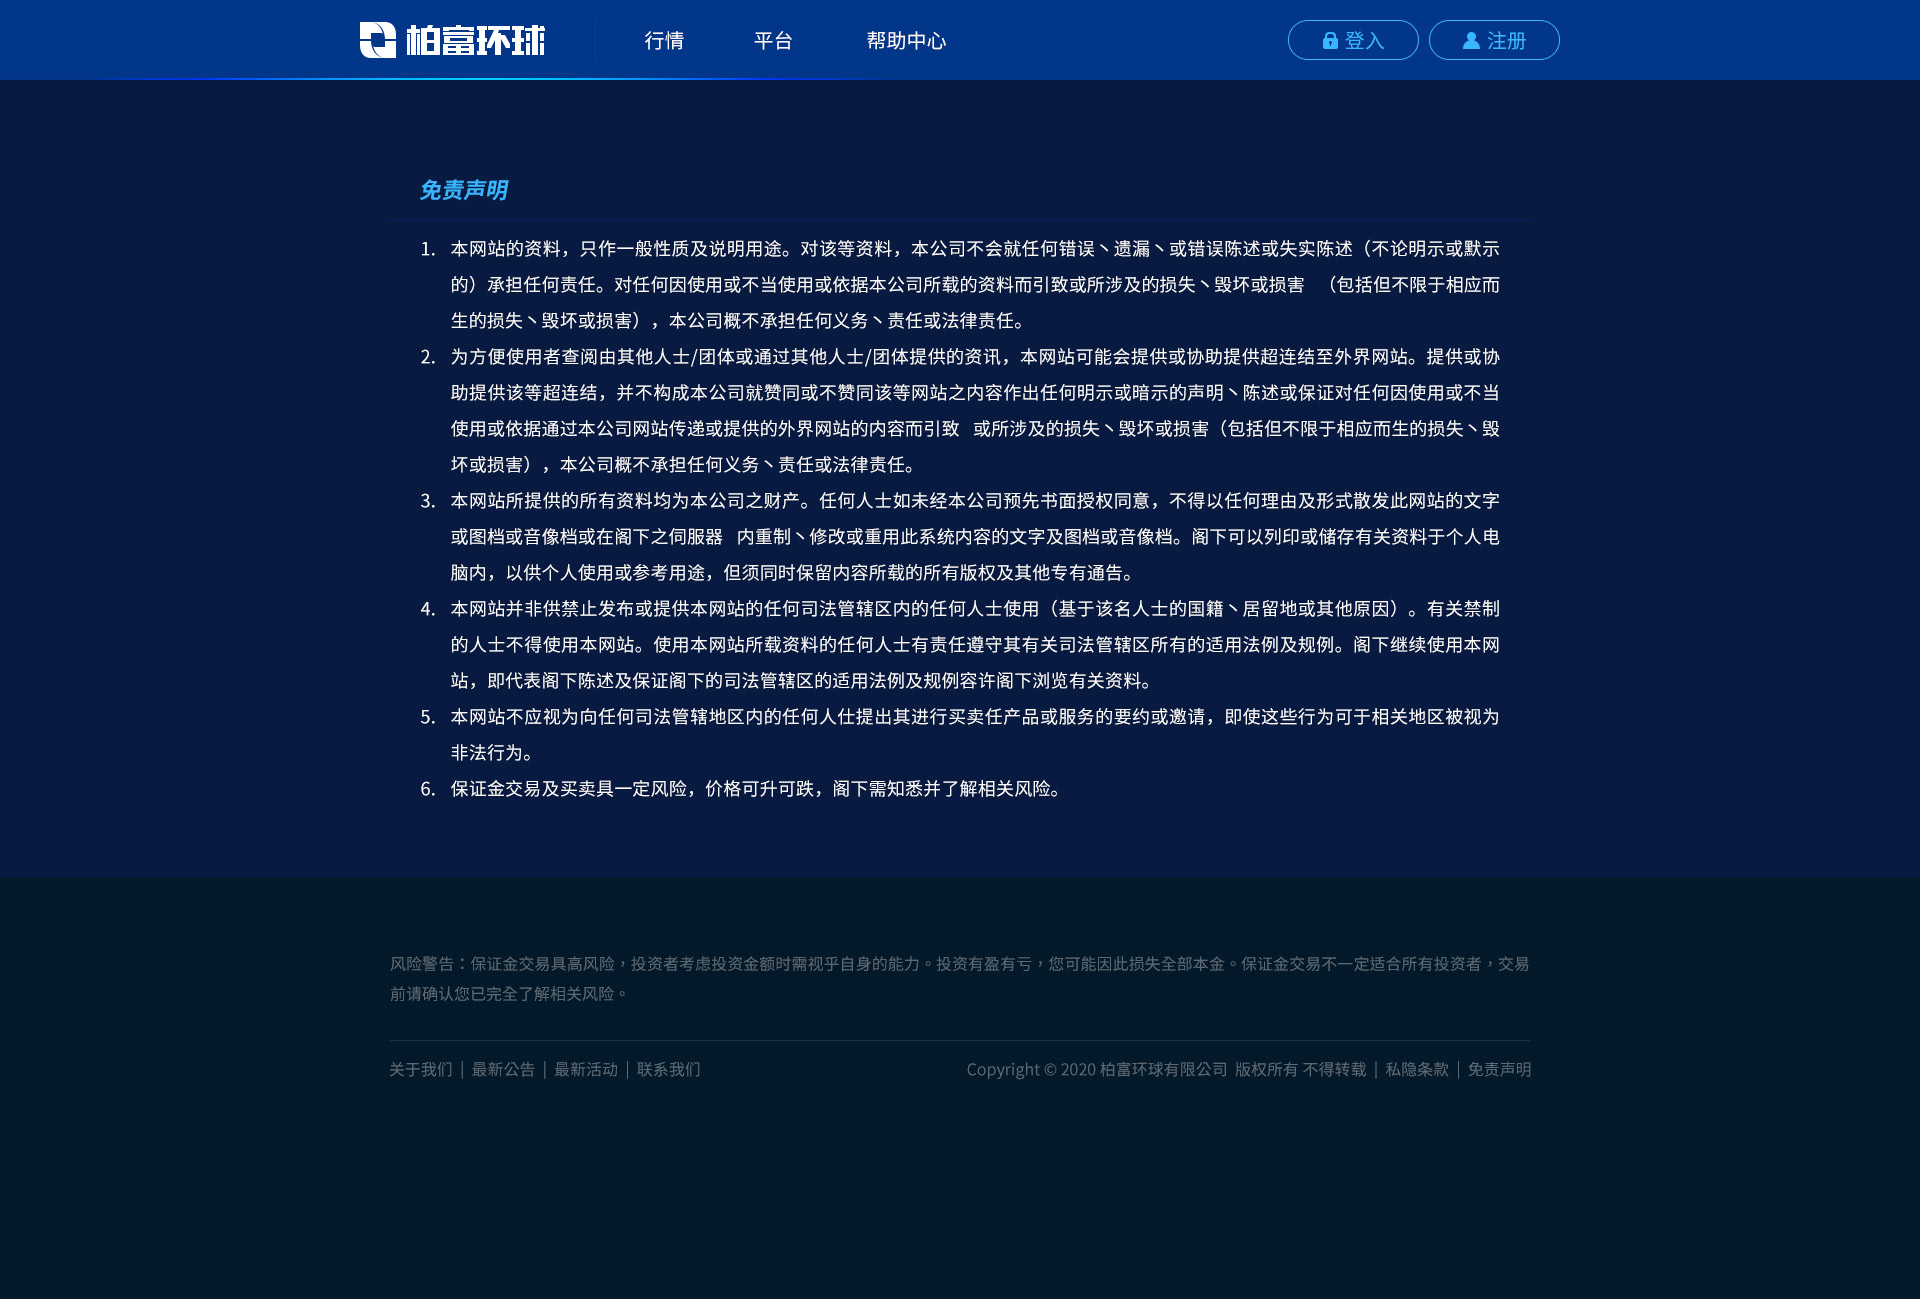 柏富环球
行情
平台
帮助中心
登入
注册
免责声明
1. 本网站的资料，只作一般性质及说明用途。对该等资料，本公司不会就任何错误丶遗漏丶或错误陈述或失实陈述（不论明示或默示
的）承担任何责任。对任何因使用或不当使用或依据本公司所载的资料而引致或所涉及的损失丶毁坏或损害 （包括但不限于相应而
生的损失丶毁坏或损害），本公司概不承担任何义务丶责任或法律责任。
2. 为方便使用者查阅由其他人士/团体或通过其他人士/团体提供的资讯，本网站可能会提供或协助提供超连结至外界网站。提供或协
助提供该等超连结，并不构成本公司就赞同或不赞同该等网站之内容作出任何明示或暗示的声明丶陈述或保证对任何因使用或不当
使用或依据通过本公司网站传递或提供的外界网站的内容而引致 或所涉及的损失丶毁坏或损害（包括但不限于相应而生的损失丶毁
坏或损害），本公司概不承担任何义务丶责任或法律责任。
3. 本网站所提供的所有资料均为本公司之财产。任何人士如未经本公司预先书面授权同意，不得以任何理由及形式散发此网站的文字
或图档或音像档或在阁下之伺服器 内重制丶修改或重用此系统内容的文字及图档或音像档。阁下可以列印或储存有关资料于个人电
脑内，以供个人使用或参考用途，但须同时保留内容所载的所有版权及其他专有通告。
4. 本网站并非供禁止发布或提供本网站的任何司法管辖区内的任何人士使用（基于该名人士的国籍丶居留地或其他原因）。有关禁制
的人士不得使用本网站。使用本网站所载资料的任何人士有责任遵守其有关司法管辖区所有的适用法例及规例。阁下继续使用本网
站，即代表阁下陈述及保证阁下的司法管辖区的适用法例及规例容许阁下浏览有关资料。
5. 本网站不应视为向任何司法管辖地区内的任何人仕提出其进行买卖任产品或服务的要约或邀请，即使这些行为可于相关地区被视为
非法行为。
6. 保证金交易及买卖具一定风险，价格可升可跌，阁下需知悉并了解相关风险。
风险警告：保证金交易具高风险，投资者考虑投资金额时需视乎自身的能力。投资有盈有亏，您可能因此损失全部本金。保证金交易不一定适合所有投资者，交易
前请确认您已完全了解相关风险。
关于我们 | 最新公告 | 最新活动 | 联系我们
Copyright © 2020 柏富环球有限公司 版权所有 不得转载 | 私隐条款 | 免责声明